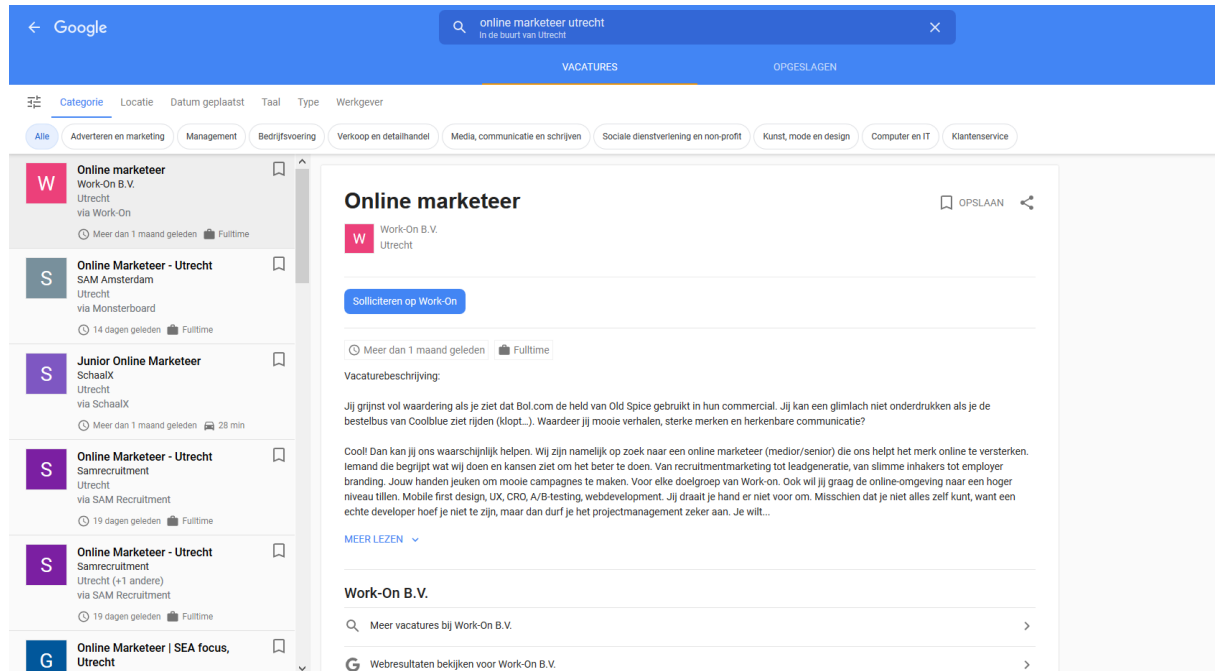 Google
online marketeer utrecht
In de buurt van Utrecht
VACATURES
OPGESLAGEN
Categorie Locatie Datum geplaatst Taal Type Werkgever
Alle Adverteren en marketing Management Bedrijfsvoering Verkoop en detailhandel Media, communicatie en schrijven Sociale dienstverlening en non-profit Kunst, mode en design Computer en IT Klantenservice
W
Online marketeer
Work-On B.V.
Utrecht
via Work-On
Meer dan 1 maand geleden Fulltime
S
Online Marketeer - Utrecht
SAM Amsterdam
Utrecht
via Monsterboard
14 dagen geleden Fulltime
S
Junior Online Marketeer
SchaalX
Utrecht
via SchaalX
Meer dan 1 maand geleden 28 min
S
Online Marketeer - Utrecht
Samrecruitment
Utrecht
via SAM Recruitment
19 dagen geleden Fulltime
S
Online Marketeer - Utrecht
Samrecruitment
Utrecht (+1 andere)
via SAM Recruitment
19 dagen geleden Fulltime
G
Online Marketeer | SEA focus,
Utrecht
Online marketeer
OPSLAAN
W
Work-On B.V.
Utrecht
Solliciteren op Work-On
Meer dan 1 maand geleden Fulltime
Vacaturebeschrijving:
Jij grijnst vol waardering als je ziet dat Bol.com de held van Old Spice gebruikt in hun commercial. Jij kan een glimlach niet onderdrukken als je de
bestelbus van Coolblue ziet rijden (klopt…). Waardeer jij mooie verhalen, sterke merken en herkenbare communicatie?
Cool! Dan kan jij ons waarschijnlijk helpen. Wij zijn namelijk op zoek naar een online marketeer (medior/senior) die ons helpt het merk online te versterken.
Iemand die begrijpt wat wij doen en kansen ziet om het beter te doen. Van recruitmentmarketing tot leadgeneratie, van slimme inhakers tot employer
branding. Jouw handen jeuken om mooie campagnes te maken. Voor elke doelgroep van Work-on. Ook wil jij graag de online-omgeving naar een hoger
niveau tillen. Mobile first design, UX, CRO, A/B-testing, webdevelopment. Jij draait je hand er niet voor om. Misschien dat je niet alles zelf kunt, want een
echte developer hoef je niet te zijn, maar dan durf je het projectmanagement zeker aan. Je wilt...
MEER LEZEN
Work-On B.V.
Meer vacatures bij Work-On B.V.
G Webresultaten bekijken voor Work-On B.V.